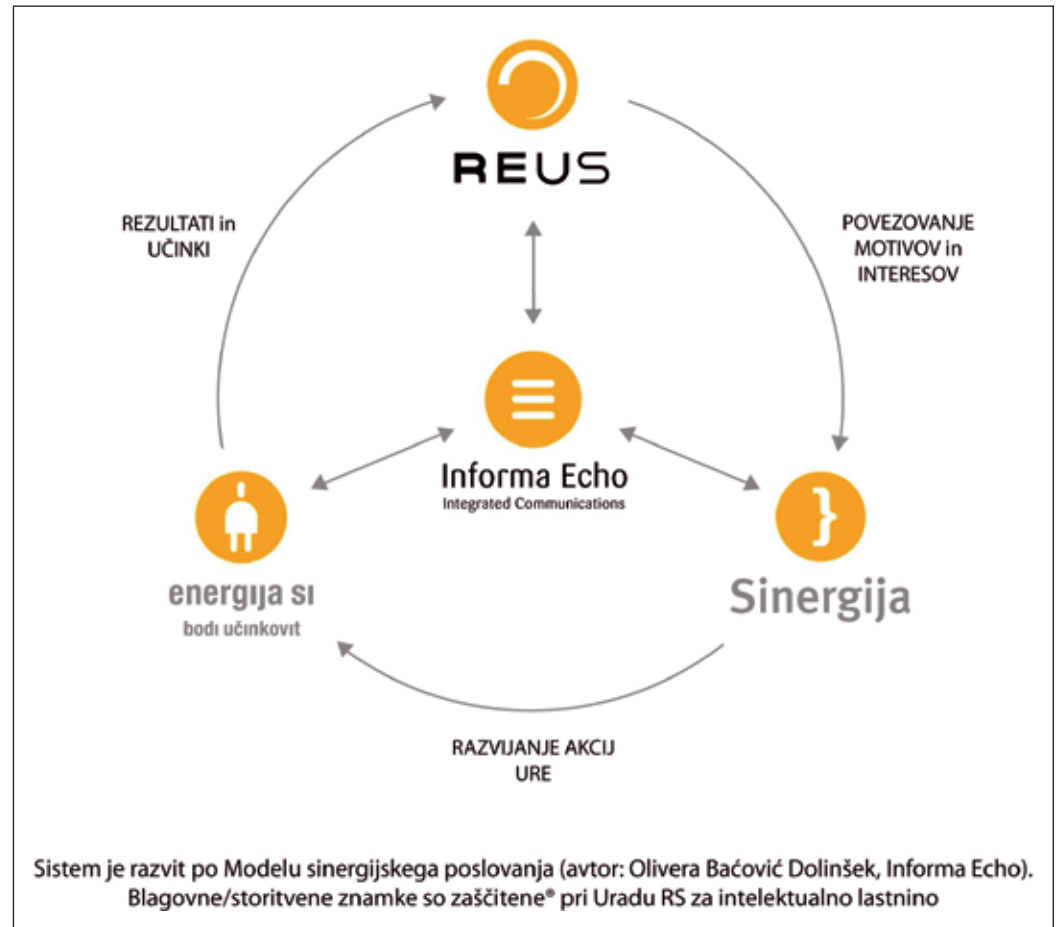 REUS
REZULTATI in
UČINKI
POVEZOVANJE
MOTIVOV in
INTERESOV
Informa Echo
Integrated Communications
energija si
bodi učinkovit
Sinergija
RAZVIJANJE AKCIJ
URE
Sistem je razvit po Modelu sinergijskega poslovanja (avtor: Olivera Baćović Dolinšek, Informa Echo).
Blagovne/storitvene znamke so zaščitene® pri Uradu RS za intelektualno lastnino